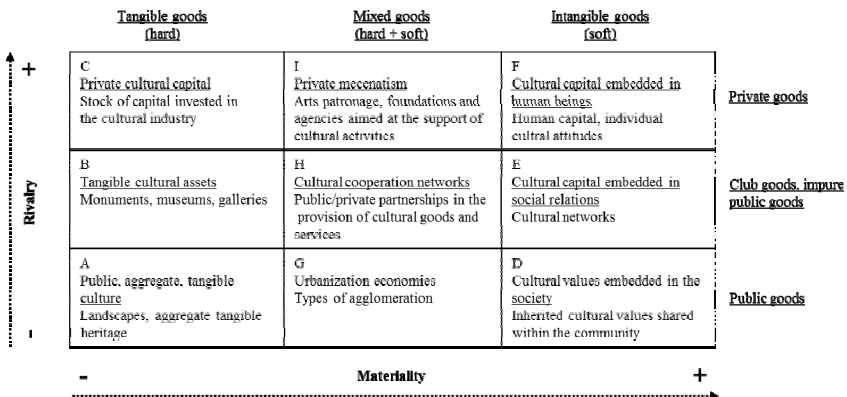 Tangible goods
(hard)
Mixed goods
(hard + soft)
Intangible goods
(soft)
+
Rivalry
-
C
Private cultural capital
Stock of capital invested in
the cultural industry
I
Private mecenatism
Arts patronage, foundations and
agencies aimed at the support of
cultural activities
F
Cultural capital embedded in
human beings
Human capital, individual
cultral attitudes
Private goods
B
Tangible cultural assets
Monuments, museums, galleries
H
Cultural cooperation networks
Public/private partnerships in the
provision of cultural goods and
services
E
Cultural capital embedded in
social relations
Cultural networks
Club goods, impure
public goods
A
Public, aggregate, tangible
culture
Landscapes, aggregate tangible
heritage
G
Urbanization economies
Types of agglomeration
D
Cultural values embedded in the
society
Inherited cultural values shared
within the community
Public goods
-
Materiality
+